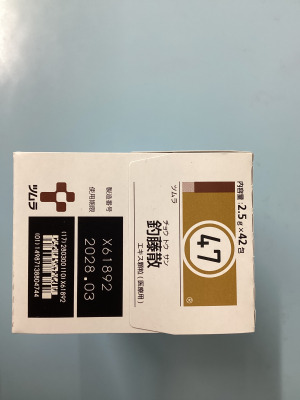 内容量 2.5g×42包
47
ツムラ
チョウ トウ サン
釣藤散
エキス顆粒(医療用)
製造番号 X61892
使用期限 2028.03
ツムラ
(17)280300(10)X61892
(01)14987138804744